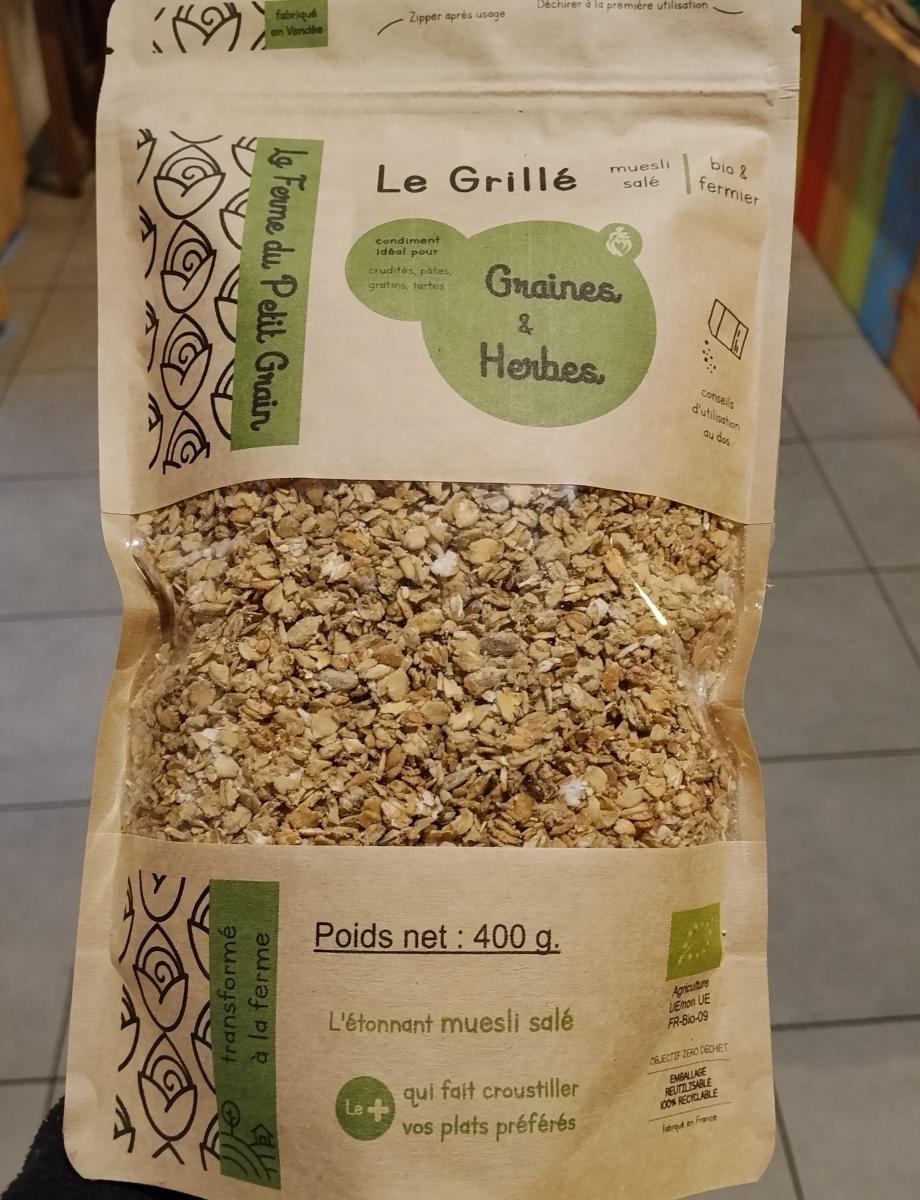 fabriqué
en Vendée
Zipper après usage
Déchirer à la première utilisation
La Ferme du Petit Grain
Le Grillé
muesli
salé
bio &
fermier
condiment
idéal pour
crudités, pâtes,
gratins, tartes
Graines
&
Herbes
conseils
d'utilisation
au dos
transformé
à la ferme
Poids net : 400 g.
L'étonnant muesli salé
Le +
qui fait croustiller
vos plats préférés
Agriculture
UE/non UE
FR-Bio-09
OBJECTIF ZERO DECHET
EMBALLAGE
REUTILISABLE
100% RECYCLABLE
fabriqué en France